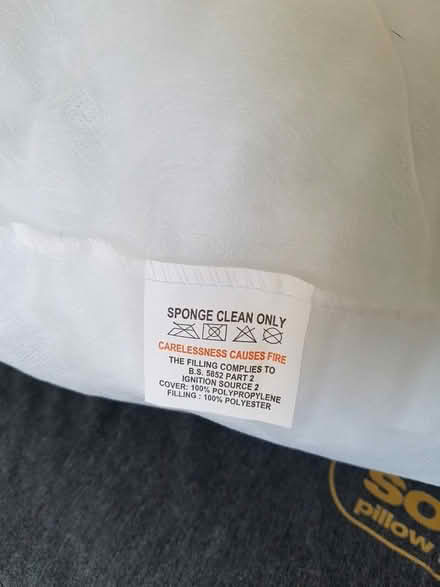 SPONGE CLEAN ONLY
CARELESSNESS CAUSES FIRE
THE FILLING COMPLIES TO
B.S. 5852 PART 2
IGNITION SOURCE 2
COVER: 100% POLYPROPYLENE
FILLING : 100% POLYESTER
pillow